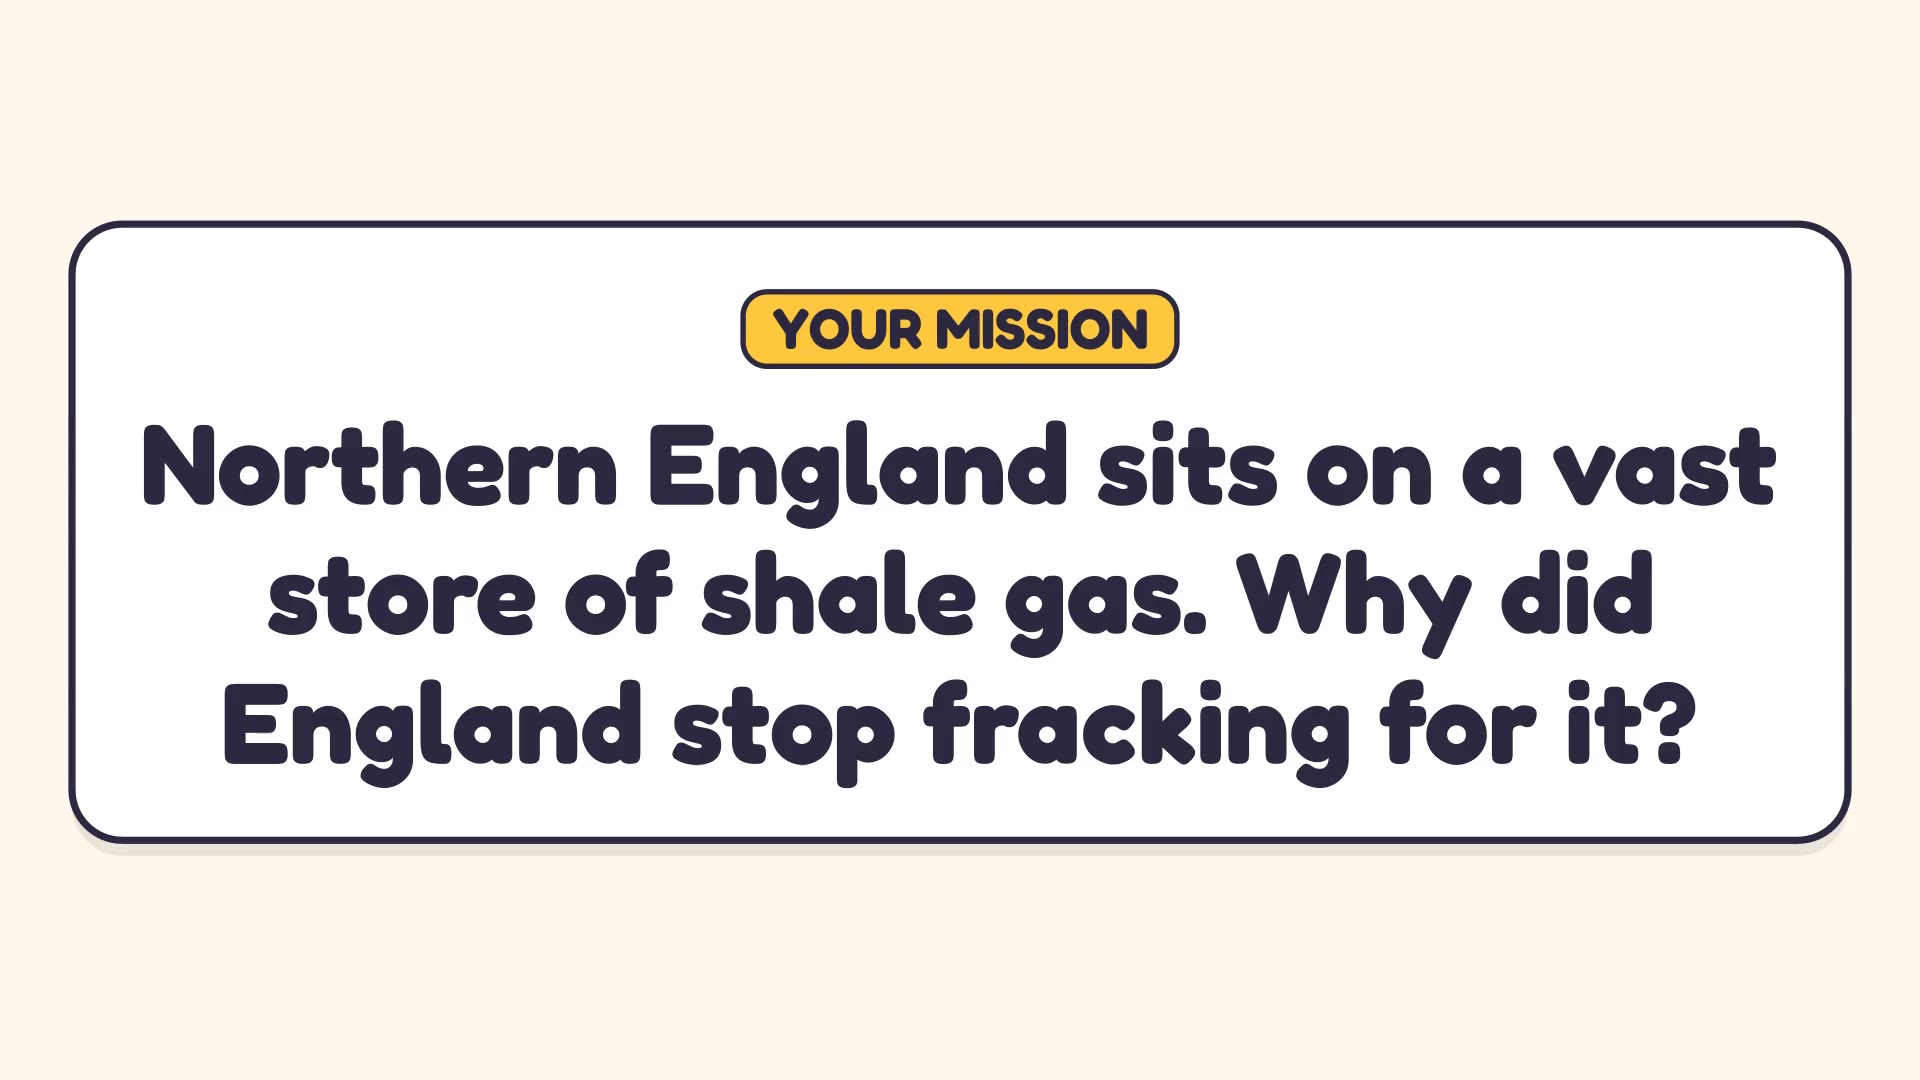 YOUR MISSION
Northern England sits on a vast
store of shale gas. Why did
England stop fracking for it?